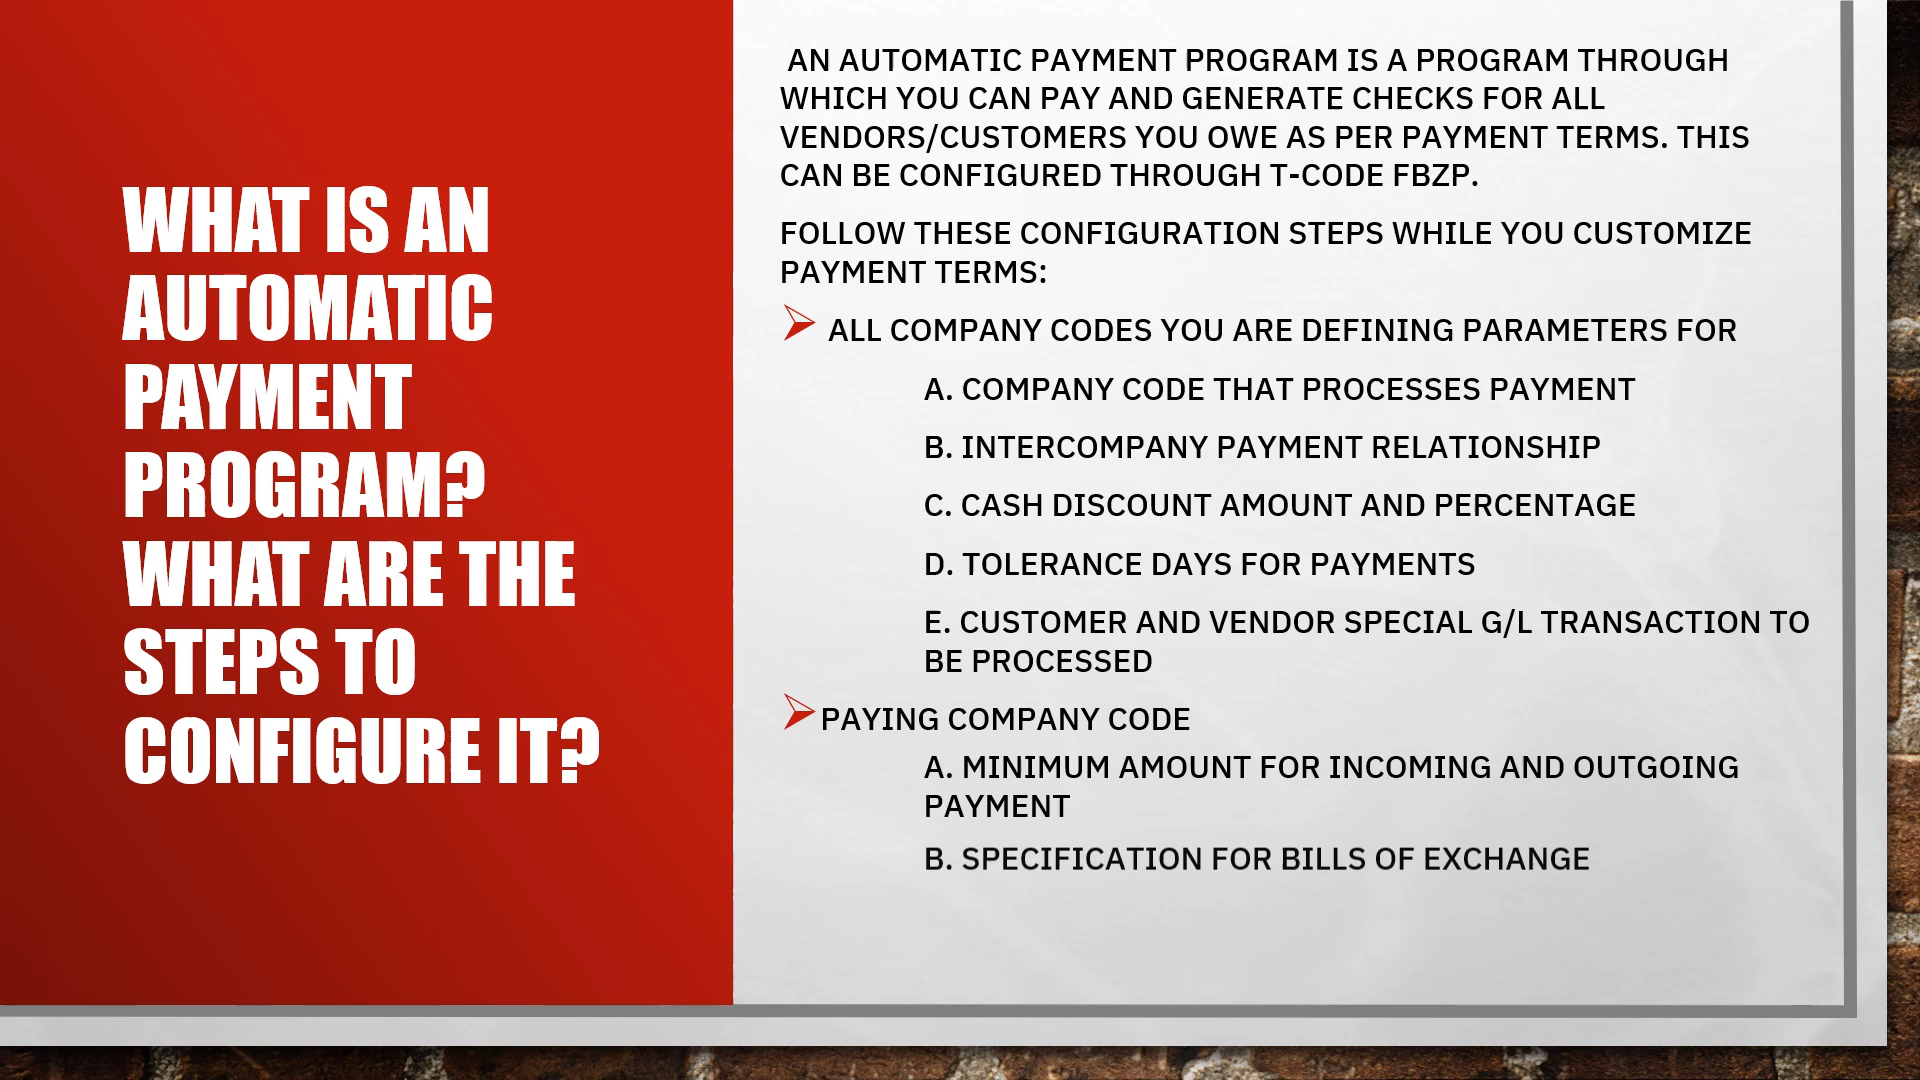 WHAT IS AN
AUTOMATIC
PAYMENT
PROGRAM?
WHAT ARE THE
STEPS TO
CONFIGURE IT?
AN AUTOMATIC PAYMENT PROGRAM IS A PROGRAM THROUGH
WHICH YOU CAN PAY AND GENERATE CHECKS FOR ALL
VENDORS/CUSTOMERS YOU OWE AS PER PAYMENT TERMS. THIS
CAN BE CONFIGURED THROUGH T-CODE FBZP.
FOLLOW THESE CONFIGURATION STEPS WHILE YOU CUSTOMIZE
PAYMENT TERMS:
ALL COMPANY CODES YOU ARE DEFINING PARAMETERS FOR
A. COMPANY CODE THAT PROCESSES PAYMENT
B. INTERCOMPANY PAYMENT RELATIONSHIP
C. CASH DISCOUNT AMOUNT AND PERCENTAGE
D. TOLERANCE DAYS FOR PAYMENTS
E. CUSTOMER AND VENDOR SPECIAL G/L TRANSACTION TO
BE PROCESSED
PAYING COMPANY CODE
A. MINIMUM AMOUNT FOR INCOMING AND OUTGOING
PAYMENT
B. SPECIFICATION FOR BILLS OF EXCHANGE